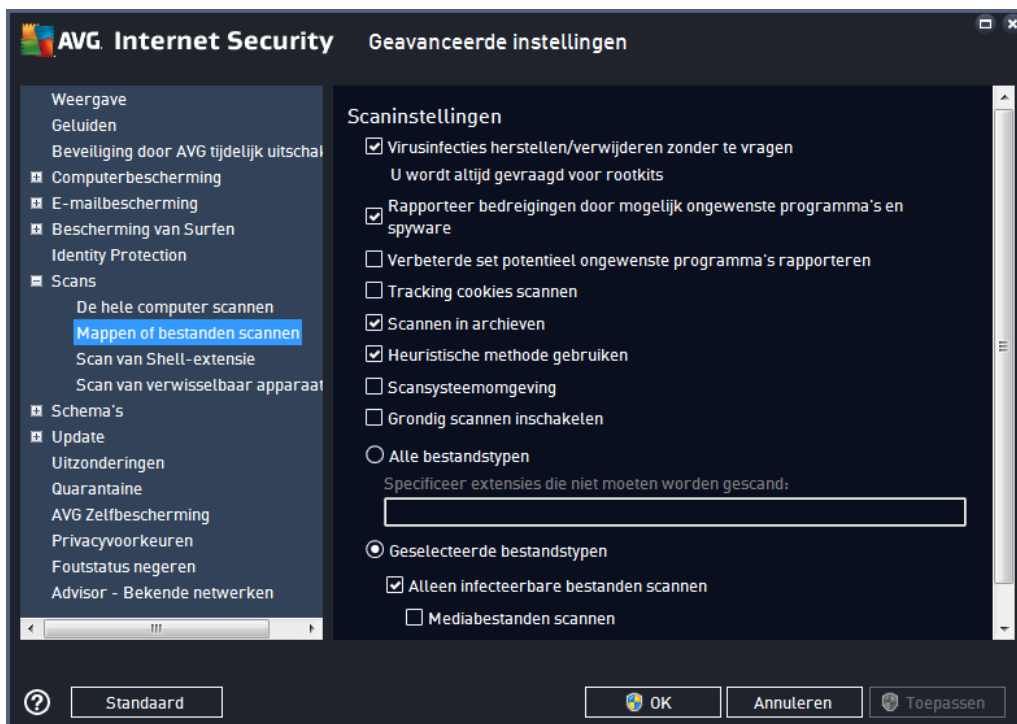 AVG. Internet Security
Geavanceerde instellingen
Weergave
Geluiden
Beveiliging door AVG tijdelijk uitschak
Computerbescherming
E-mailbescherming
Bescherming van Surfen
Identity Protection
Scans
De hele computer scannen
Mappen of bestanden scannen
Scan van Shell-extensie
Scan van verwisselbaar apparaat
Schema's
Update
Uitzonderingen
Quarantaine
AVG Zelfbescherming
Privacyvoorkeuren
Foutstatus negeren
Advisor - Bekende netwerken
Scaninstellingen
Virusinfecties herstellen/verwijderen zonder te vragen
U wordt altijd gevraagd voor rootkits
Rapporteer bedreigingen door mogelijk ongewenste programma's en
spyware
Verbeterde set potentieel ongewenste programma's rapporteren
Tracking cookies scannen
Scannen in archieven
Heuristische methode gebruiken
Scansysteemomgeving
Grondig scannen inschakelen
Alle bestandstypen
Specificeer extensies die niet moeten worden gescand:
Geselecteerde bestandstypen
Alleen infecteerbare bestanden scannen
Mediabestanden scannen
Standaard
OK
Annuleren
Toepassen